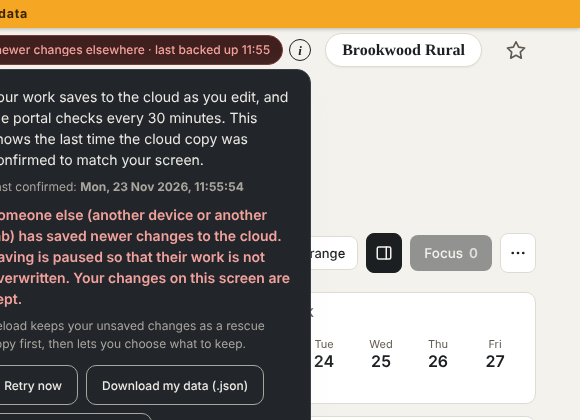 data
newer changes elsewhere · last backed up 11:55
i
Brookwood Rural
our work saves to the cloud as you edit, and
e portal checks every 30 minutes. This
hows the last time the cloud copy was
onfirmed to match your screen.
ast confirmed: Mon, 23 Nov 2026, 11:55:54
omeone else (another device or another
ab) has saved newer changes to the cloud.
aving is paused so that their work is not
verwritten. Your changes on this screen are
ept.
eload keeps your unsaved changes as a rescue
opy first, then lets you choose what to keep.
Retry now
Download my data (.json)
range
Focus 0
Tue Wed Thu Fri
24 25 26 27